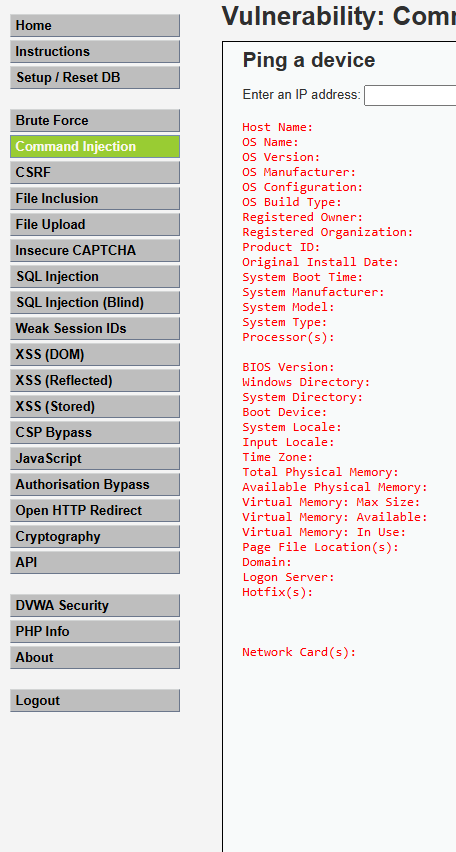 Home
Instructions
Setup / Reset DB
Brute Force
Command Injection
CSRF
File Inclusion
File Upload
Insecure CAPTCHA
SQL Injection
SQL Injection (Blind)
Weak Session IDs
XSS (DOM)
XSS (Reflected)
XSS (Stored)
CSP Bypass
JavaScript
Authorisation Bypass
Open HTTP Redirect
Cryptography
API
DVWA Security
PHP Info
About
Logout
Vulnerability: Com
Ping a device
Enter an IP address:
Host Name:
OS Name:
OS Version:
OS Manufacturer:
OS Configuration:
OS Build Type:
Registered Owner:
Registered Organization:
Product ID:
Original Install Date:
System Boot Time:
System Manufacturer:
System Model:
System Type:
Processor(s):
BIOS Version:
Windows Directory:
System Directory:
Boot Device:
System Locale:
Input Locale:
Time Zone:
Total Physical Memory:
Available Physical Memory:
Virtual Memory: Max Size:
Virtual Memory: Available:
Virtual Memory: In Use:
Page File Location(s):
Domain:
Logon Server:
Hotfix(s):
Network Card(s):